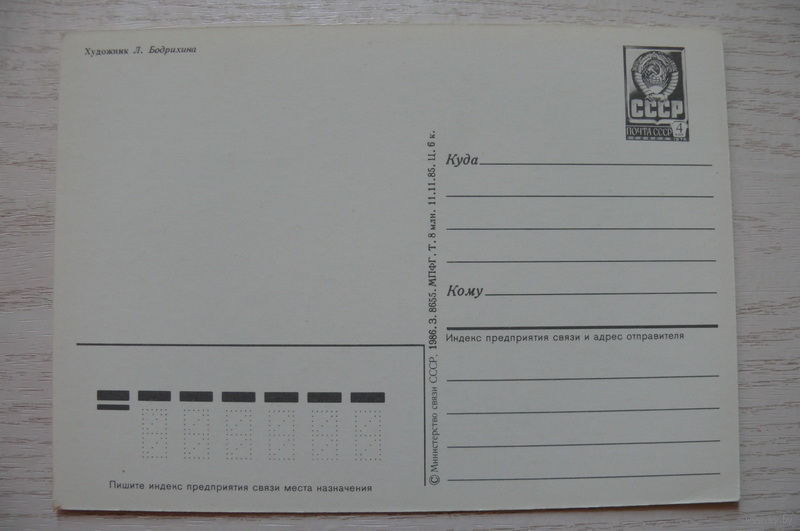 Художник Л. Бодрихина
СССР
ПОЧТА СССР 4
Куда
Кому
Индекс предприятия связи и адрес отправителя
© Министерство связи СССР. 1986. З. 8655. МПФГ. Т. 8 млн. 11.11.85. Ц. 6 к.
Пишите индекс предприятия связи места назначения